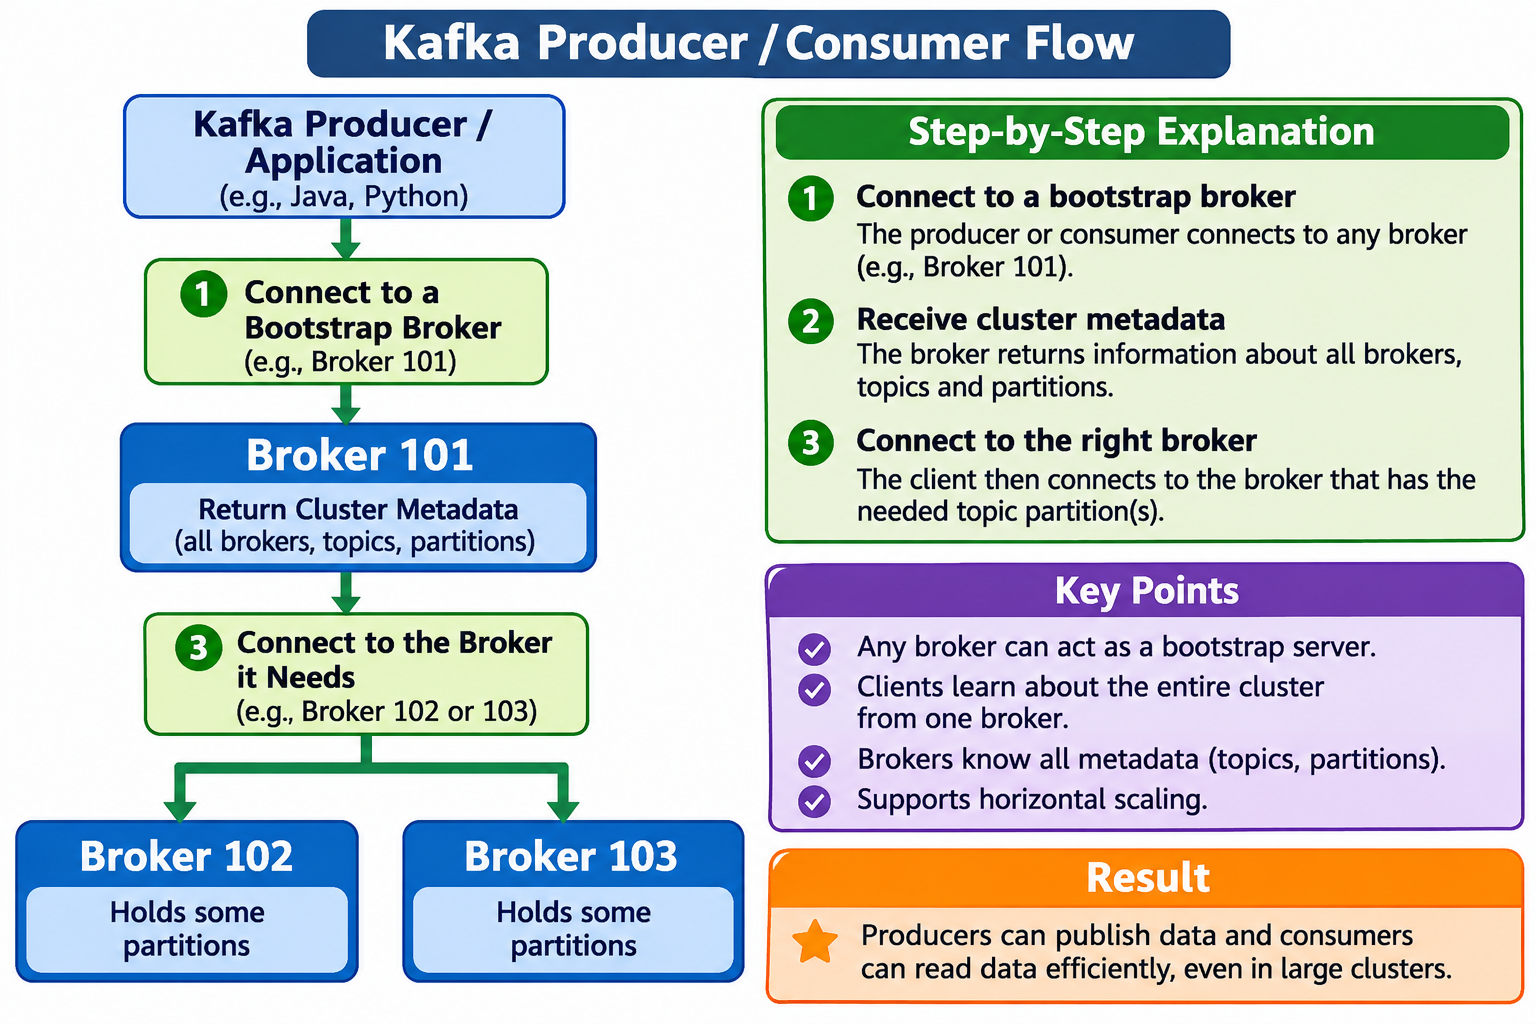 Kafka Producer / Consumer Flow
Kafka Producer /
Application
(e.g., Java, Python)
1
Connect to a
Bootstrap Broker
(e.g., Broker 101)
Broker 101
Return Cluster Metadata
(all brokers, topics, partitions)
3
Connect to the Broker
it Needs
(e.g., Broker 102 or 103)
Broker 102
Holds some
partitions
Broker 103
Holds some
partitions
Step-by-Step Explanation
1
Connect to a bootstrap broker
The producer or consumer connects to any broker
(e.g., Broker 101).
2
Receive cluster metadata
The broker returns information about all brokers,
topics and partitions.
3
Connect to the right broker
The client then connects to the broker that has the
needed topic partition(s).
Key Points
Any broker can act as a bootstrap server.
Clients learn about the entire cluster
from one broker.
Brokers know all metadata (topics, partitions).
Supports horizontal scaling.
Result
Producers can publish data and consumers
can read data efficiently, even in large clusters.